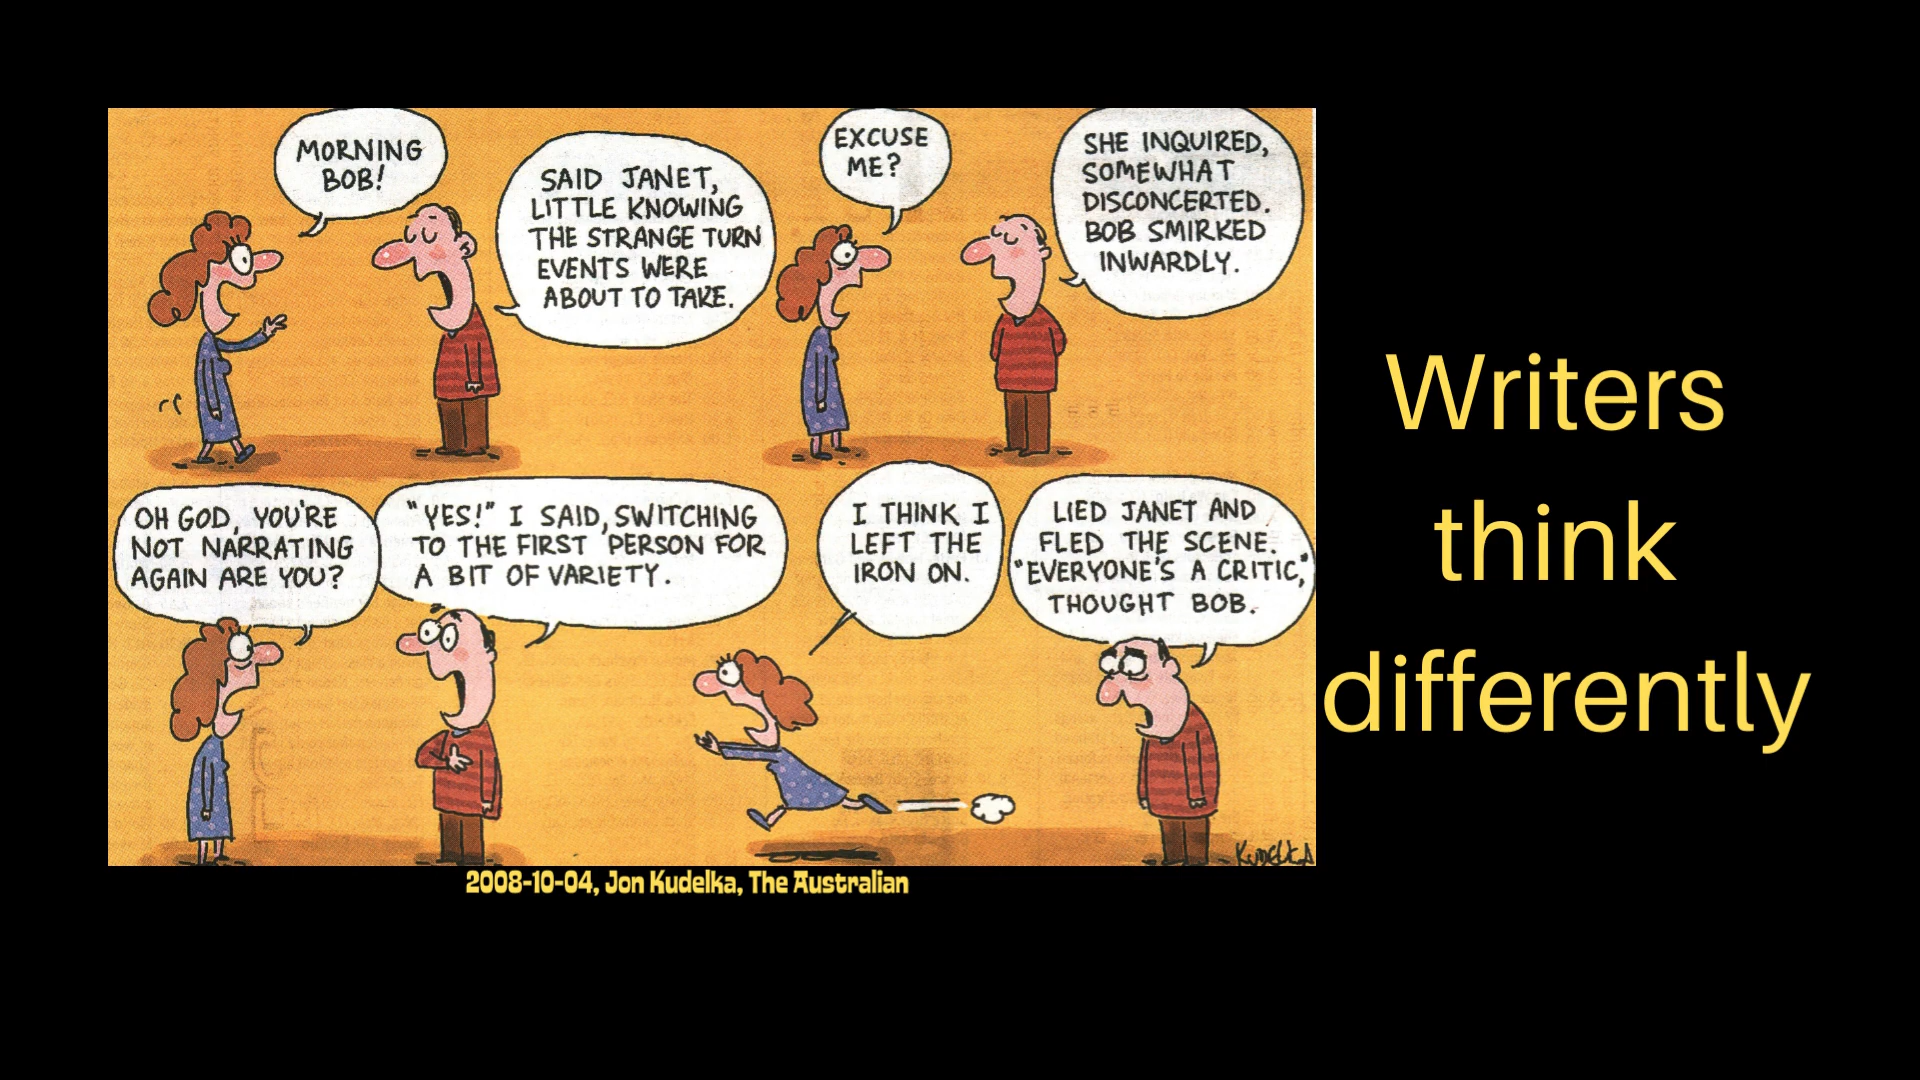 MORNING
BOB!
SAID JANET,
LITTLE KNOWING
THE STRANGE TURN
EVENTS WERE
ABOUT TO TAKE.
EXCUSE
ME?
SHE INQUIRED,
SOMEWHAT
DISCONCERTED.
BOB SMIRKED
INWARDLY.
OH GOD, YOU'RE
NOT NARRATING
AGAIN ARE YOU?
"YES!" I SAID, SWITCHING
TO THE FIRST PERSON FOR
A BIT OF VARIETY.
I THINK I
LEFT THE
IRON ON.
LIED JANET AND
FLED THE SCENE.
"EVERYONE'S A CRITIC,"
THOUGHT BOB.
KUDELKA
2008-10-04, Jon Kudelka, The Australian
Writers
think
differently